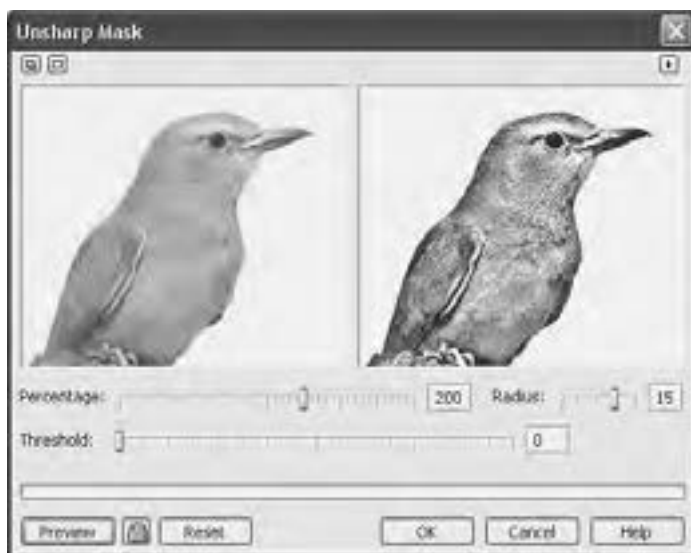 Unsharp Mask
Percentage: 200 Radius: 15
Threshold: 0
Preview Reset OK Cancel Help